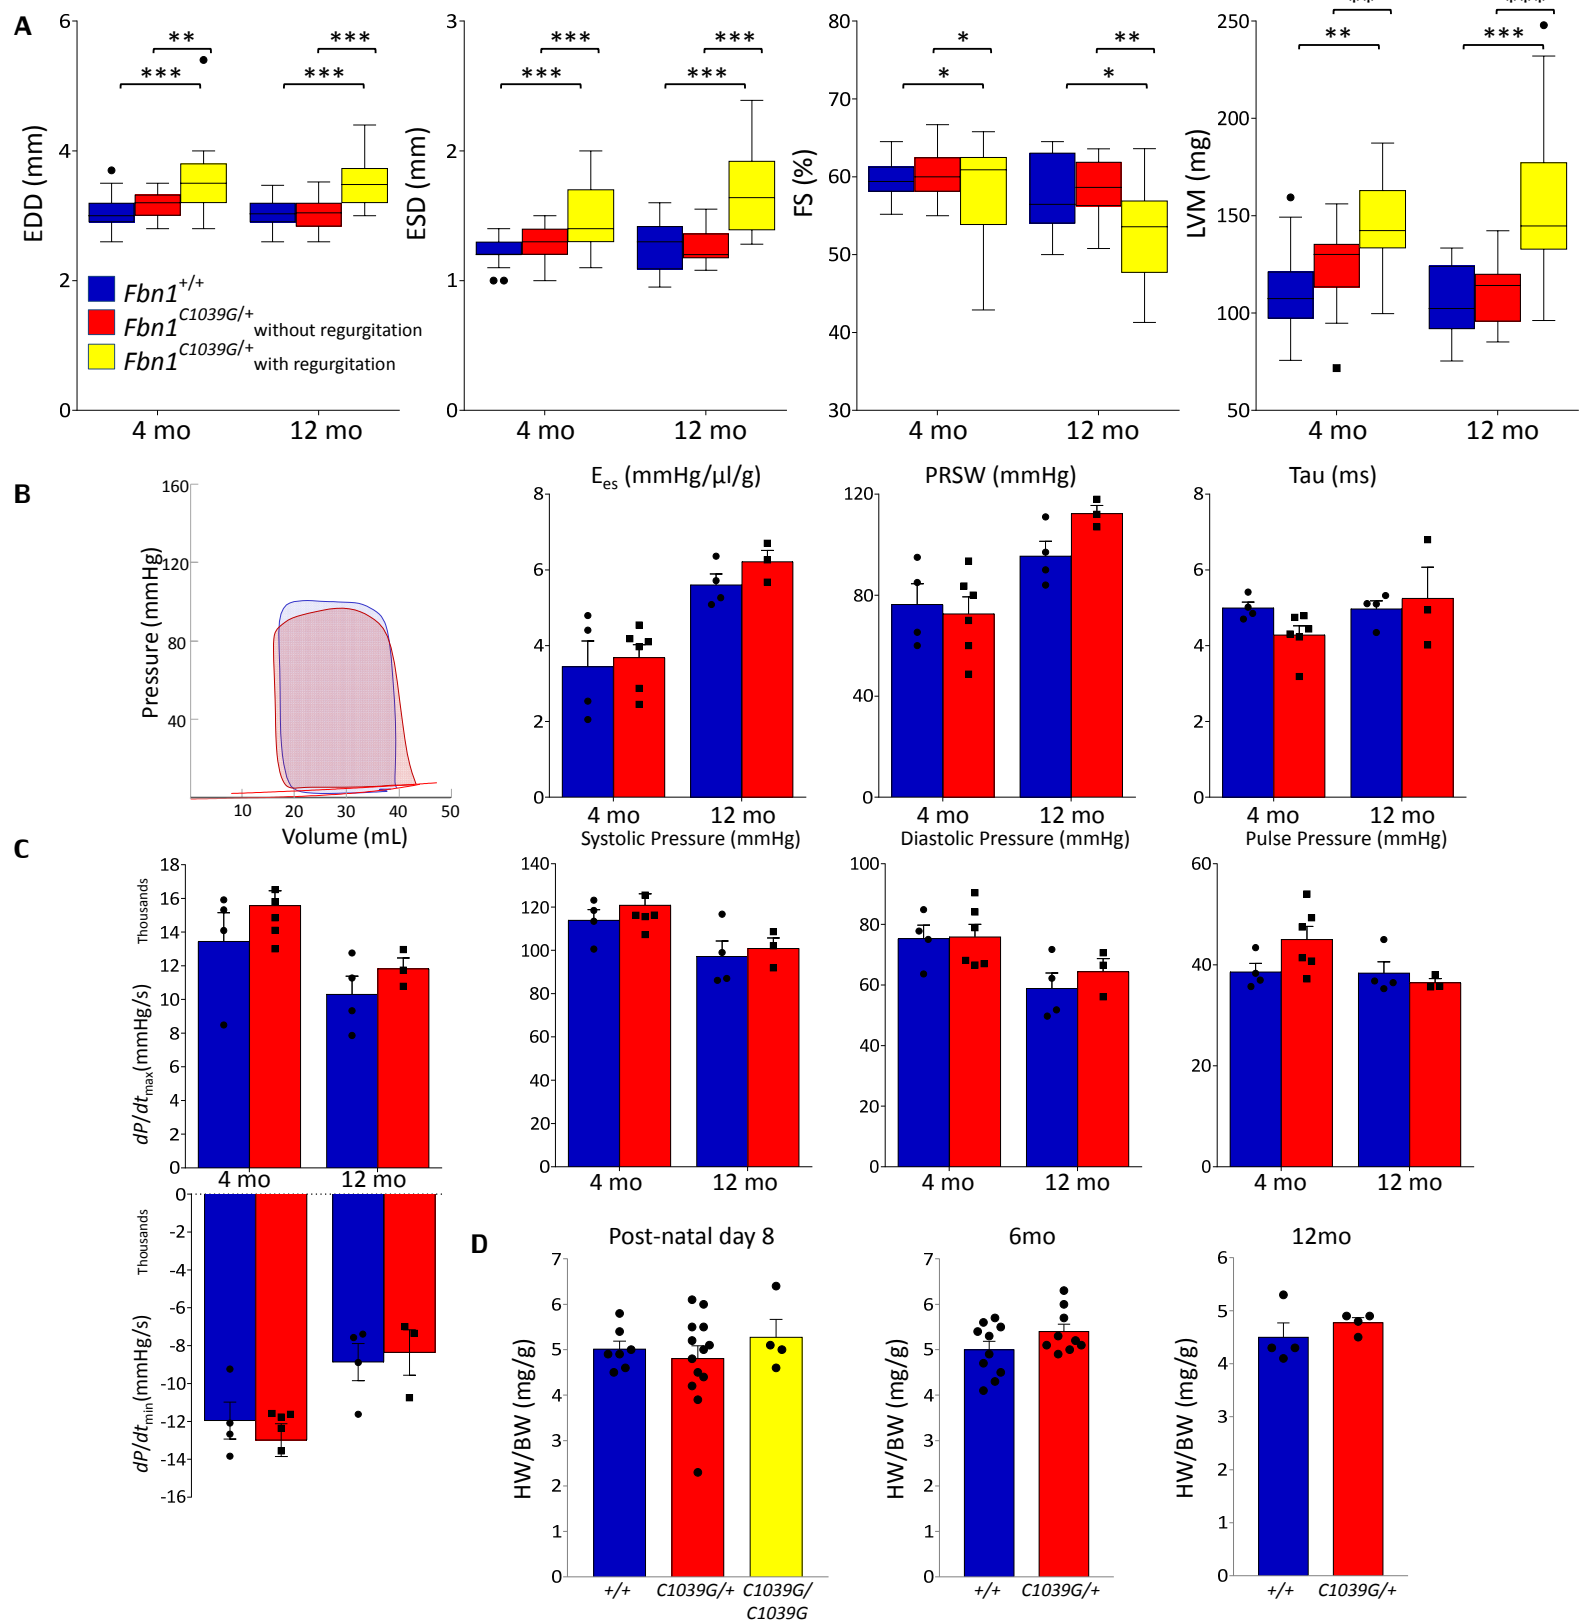 A
EDD (mm)
6
4
2
0
** ***
*** ***
Fbn1+/+
Fbn1C1039G/+ without regurgitation
Fbn1C1039G/+ with regurgitation
4 mo 12 mo
ESD (mm)
3
2
1
0
*** ***
*** ***
4 mo 12 mo
FS (%)
80
70
60
50
40
30
* **
* *
4 mo 12 mo
LVM (mg)
250
200
150
100
50
** ***
** ***
4 mo 12 mo
B
Pressure (mmHg)
160
120
80
40
10 20 30 40 50
Volume (mL)
Ees (mmHg/µl/g)
8
6
4
2
0
4 mo 12 mo
PRSW (mmHg)
120
80
40
0
4 mo 12 mo
Tau (ms)
8
6
4
2
0
4 mo 12 mo
C
dP/dtmax(mmHg/s)
Thousands
18
16
14
12
10
8
6
4
2
0
4 mo 12 mo
dP/dtmin(mmHg/s)
Thousands
0
-2
-4
-6
-8
-10
-12
-14
-16
Systolic Pressure (mmHg)
140
120
100
80
60
40
20
0
4 mo 12 mo
Diastolic Pressure (mmHg)
100
80
60
40
20
0
4 mo 12 mo
Pulse Pressure (mmHg)
60
40
20
0
4 mo 12 mo
D
Post-natal day 8
HW/BW (mg/g)
7
6
5
4
3
2
1
0
+/+ C1039G/+ C1039G/
C1039G
6mo
HW/BW (mg/g)
7
6
5
4
3
2
1
0
+/+ C1039G/+
12mo
HW/BW (mg/g)
6
5
4
3
2
1
0
+/+ C1039G/+